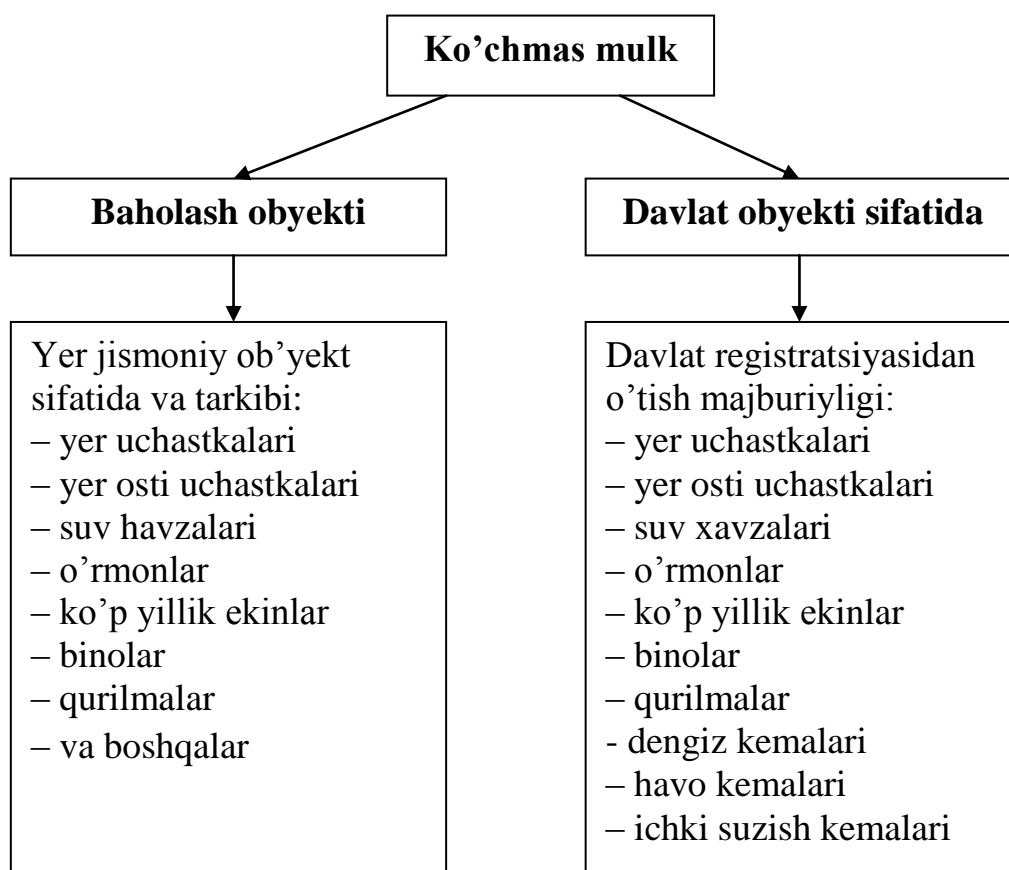 Ko’chmas mulk
Baholash obyekti
Davlat obyekti sifatida
Yer jismoniy ob’yekt
sifatida va tarkibi:
– yer uchastkalari
– yer osti uchastkalari
– suv havzalari
– o’rmonlar
– ko’p yillik ekinlar
– binolar
– qurilmalar
– va boshqalar
Davlat registratsiyasidan
o’tish majburiyligi:
– yer uchastkalari
– yer osti uchastkalari
– suv xavzalari
– o’rmonlar
– ko’p yillik ekinlar
– binolar
– qurilmalar
- dengiz kemalari
– havo kemalari
– ichki suzish kemalari